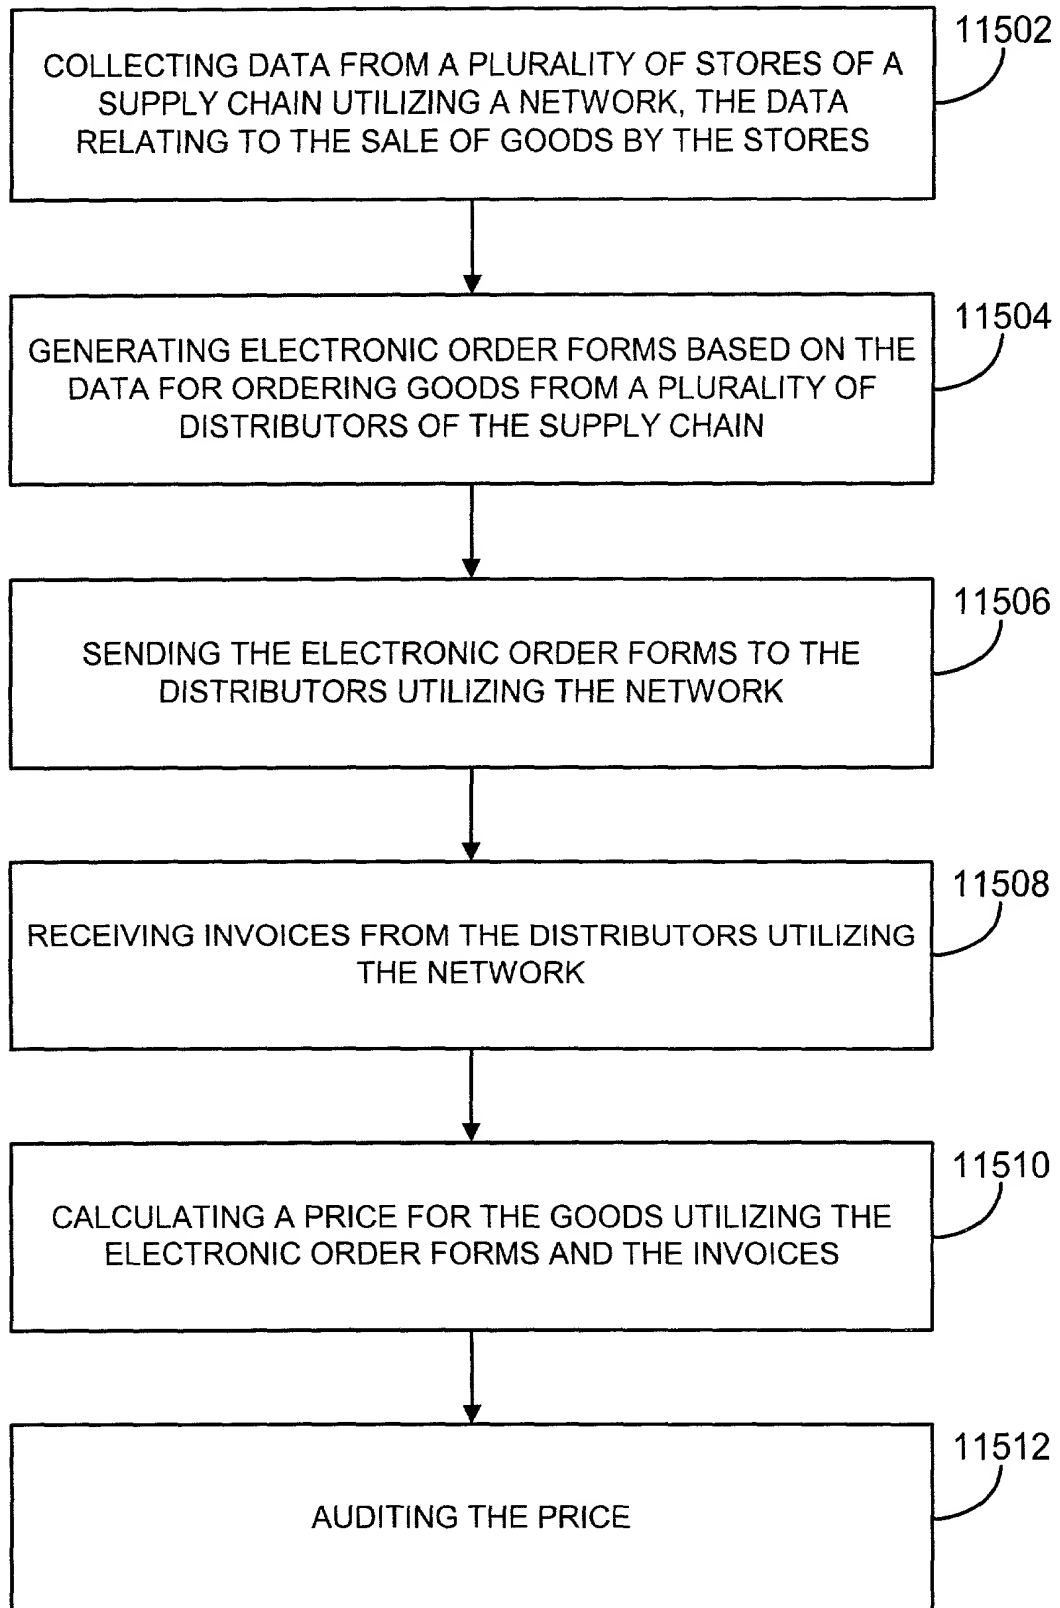 11502
COLLECTING DATA FROM A PLURALITY OF STORES OF A
SUPPLY CHAIN UTILIZING A NETWORK, THE DATA
RELATING TO THE SALE OF GOODS BY THE STORES
11504
GENERATING ELECTRONIC ORDER FORMS BASED ON THE
DATA FOR ORDERING GOODS FROM A PLURALITY OF
DISTRIBUTORS OF THE SUPPLY CHAIN
11506
SENDING THE ELECTRONIC ORDER FORMS TO THE
DISTRIBUTORS UTILIZING THE NETWORK
11508
RECEIVING INVOICES FROM THE DISTRIBUTORS UTILIZING
THE NETWORK
11510
CALCULATING A PRICE FOR THE GOODS UTILIZING THE
ELECTRONIC ORDER FORMS AND THE INVOICES
11512
AUDITING THE PRICE